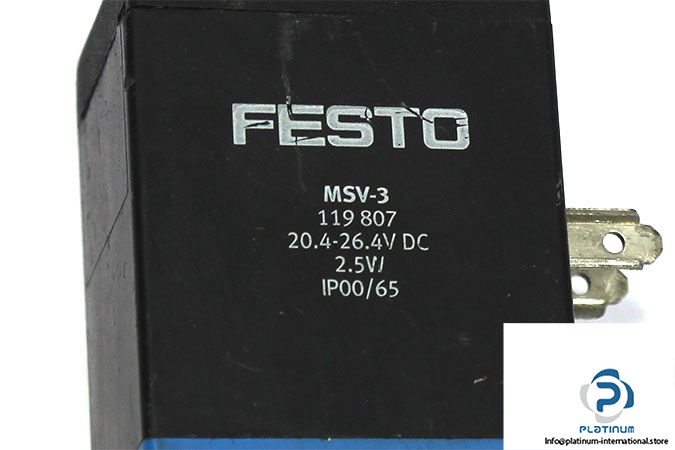 FESTO
MSV-3
119 807
20.4-26.4V DC
2.5W
IP00/65
PLATINUM
Info@platinum-international.store